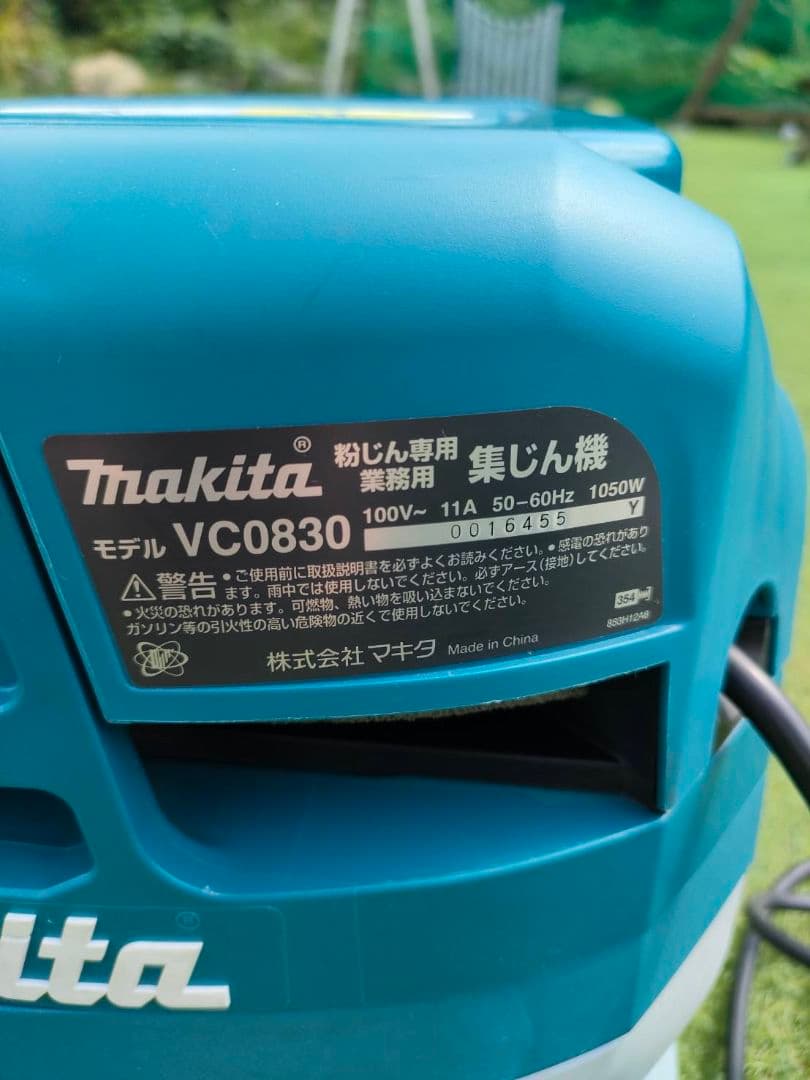 makita® 粉じん専用 業務用 集じん機
モデル VC0830 100V~ 11A 50-60Hz 1050W
0016455 Y
⚠警告 •ご使用前に取扱説明書を必ずよくお読みください。•感電の恐れがあり
ます。雨中では使用しないでください。必ずアース(接地)してください。
•火災の恐れがあります。可燃物、熱い物を吸い込まないでください。
ガソリン等の引火性の高い危険物の近くで使用しないでください。
354
853H12A8
株式会社 マキタ Made in China
ita